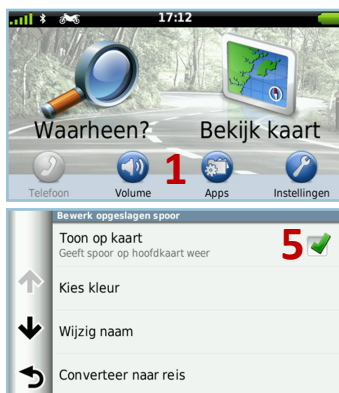 17:12
Waarheen?
Bekijk kaart
1
Telefoon
Volume
Apps
Instellingen
Bewerk opgeslagen spoor
Toon op kaart
5
Geeft spoor op hoofdkaart weer
Kies kleur
Wijzig naam
Converteer naar reis